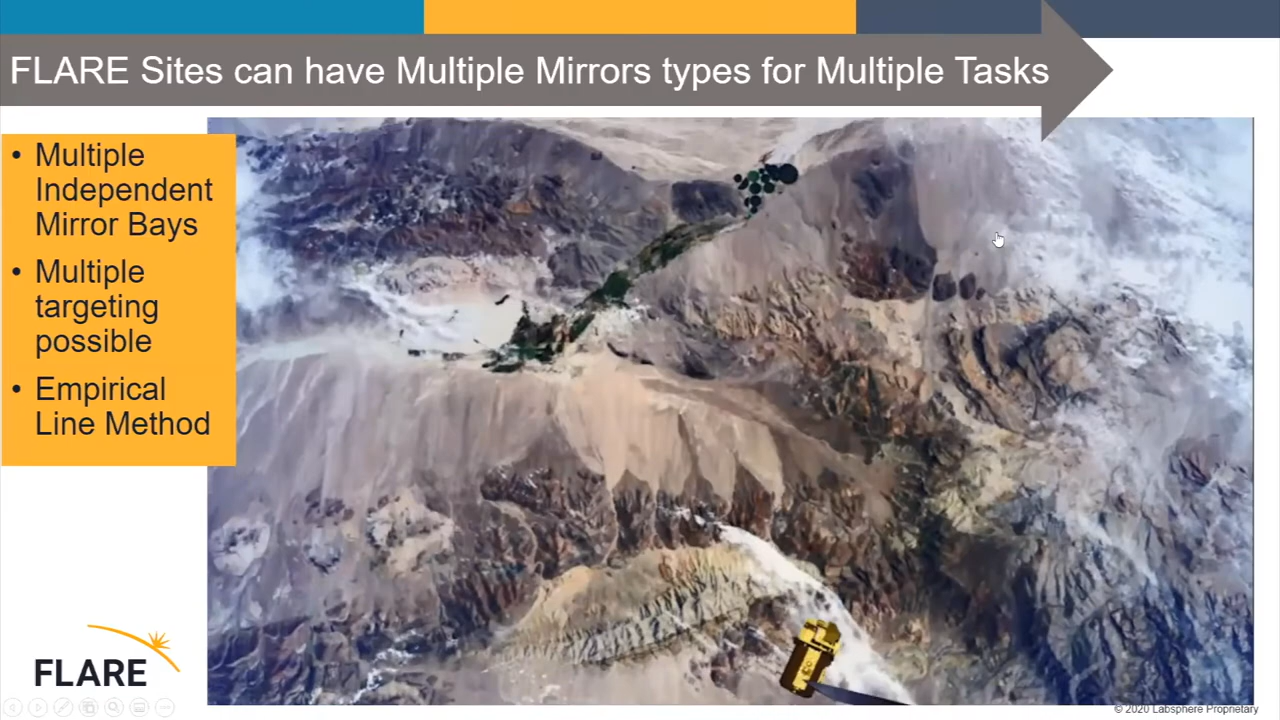 FLARE Sites can have Multiple Mirrors types for Multiple Tasks
• Multiple
Independent
Mirror Bays
• Multiple
targeting
possible
• Empirical
Line Method
FLARE
© 2020 Labsphere Proprietary